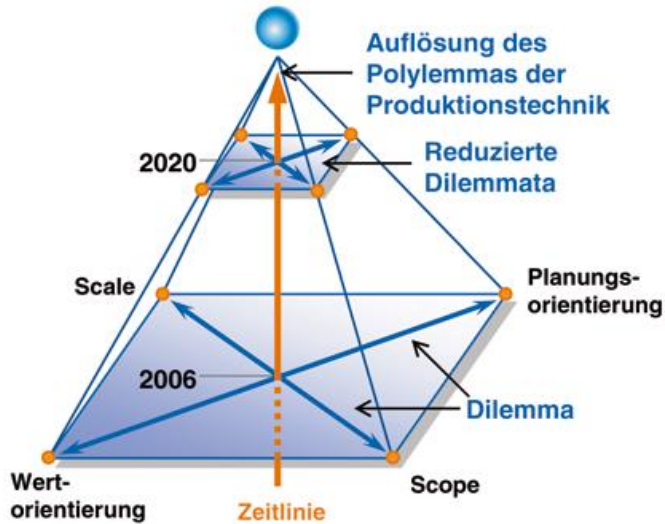 Auflösung des
Polylemmas der
Produktionstechnik
2020
Reduzierte
Dilemmata
Scale
Planungs-
orientierung
2006
Dilemma
Wert-
orientierung
Scope
Zeitlinie